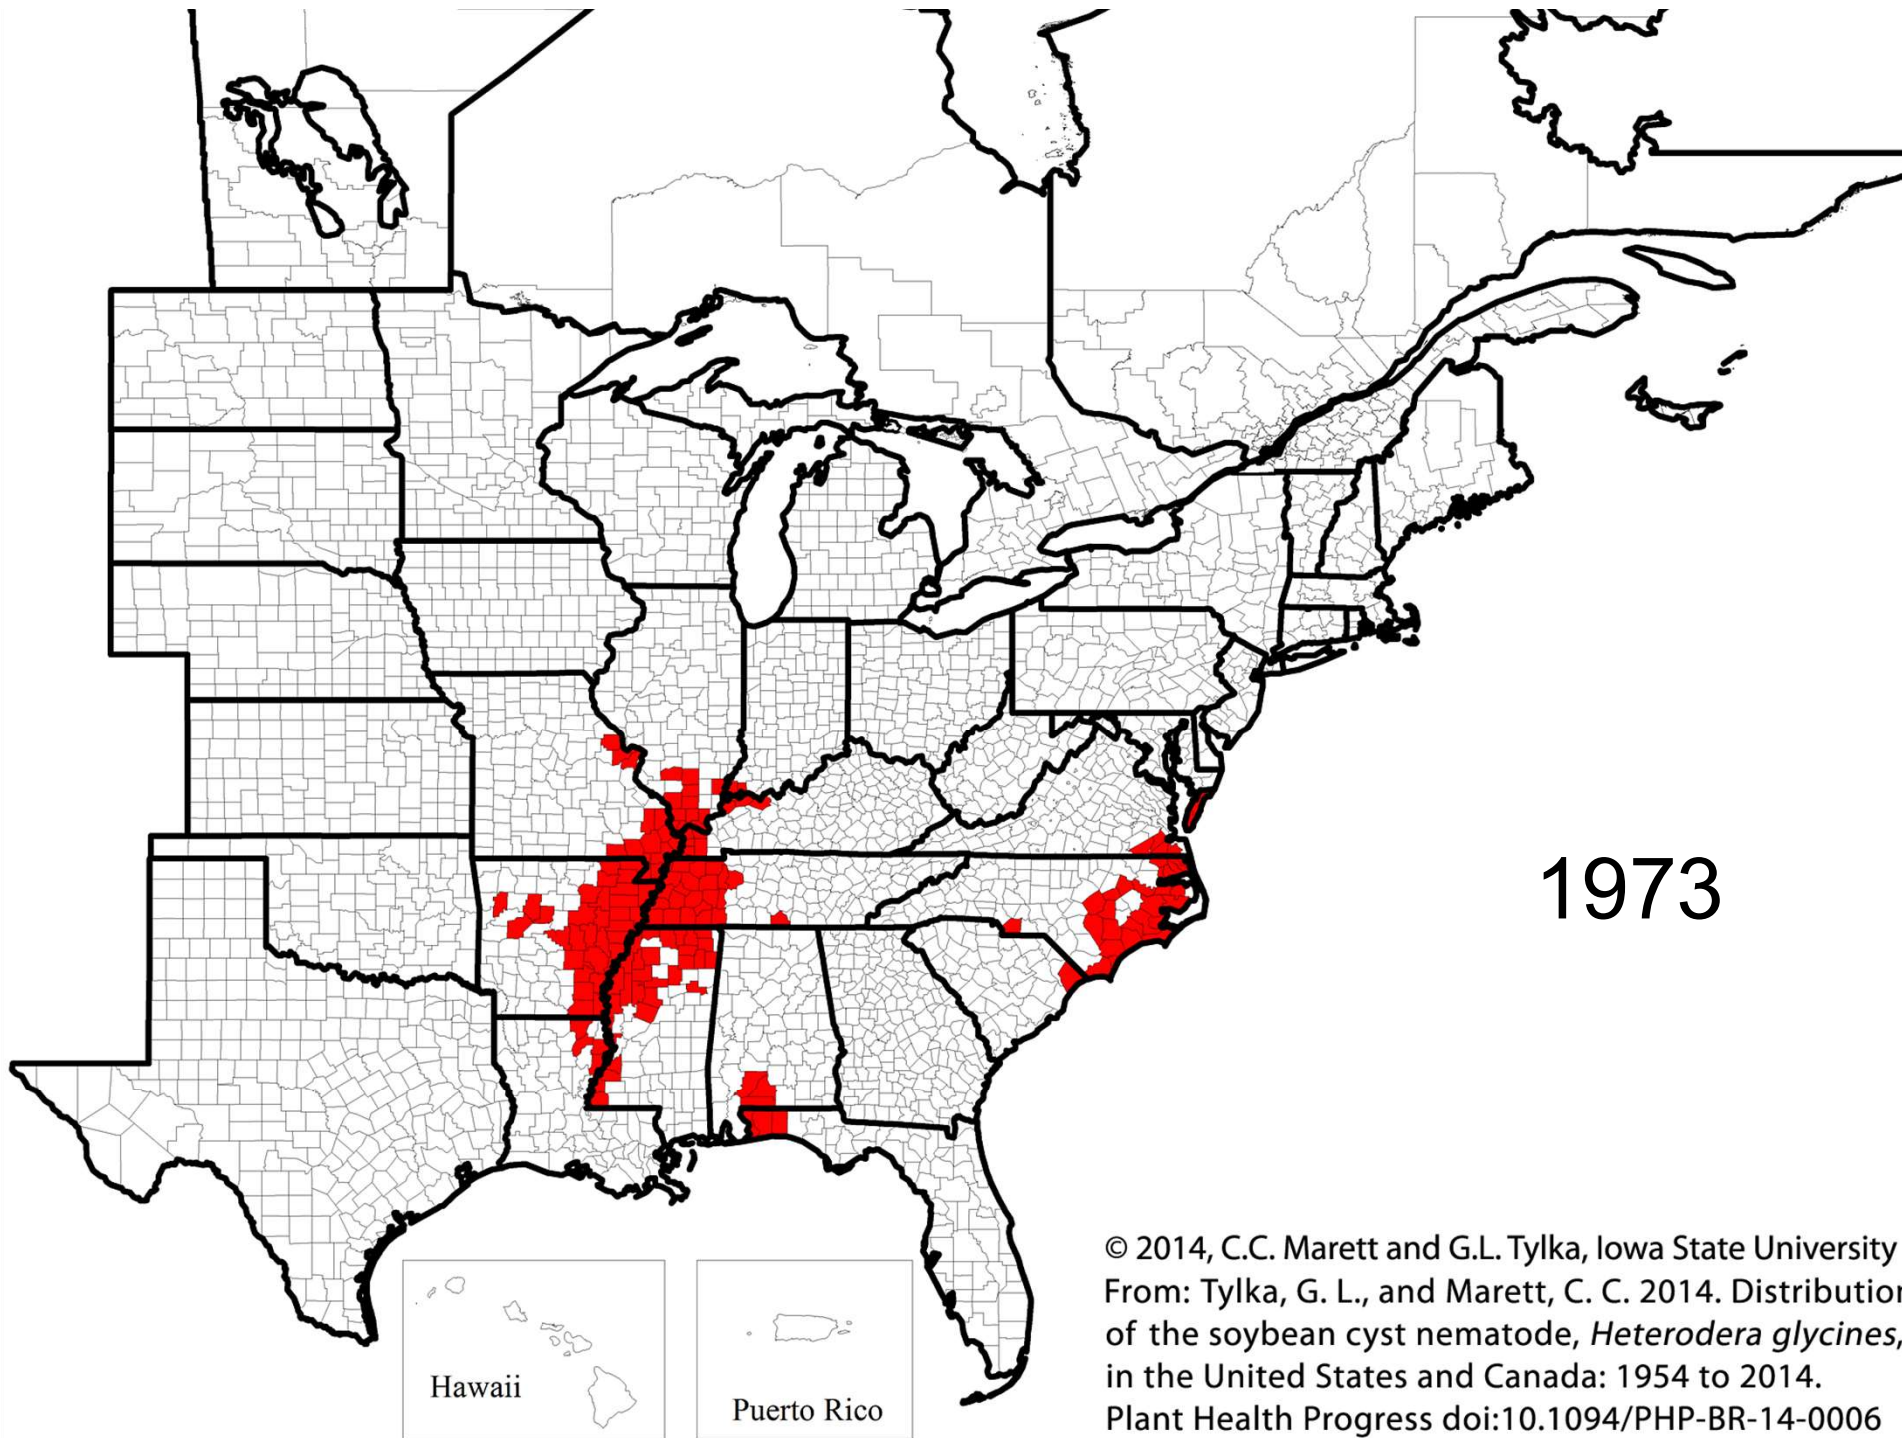 1973
© 2014, C.C. Marett and G.L. Tylka, Iowa State University
From: Tylka, G. L., and Marett, C. C. 2014. Distribution
of the soybean cyst nematode, Heterodera glycines,
in the United States and Canada: 1954 to 2014.
Plant Health Progress doi:10.1094/PHP-BR-14-0006
Hawaii
Puerto Rico